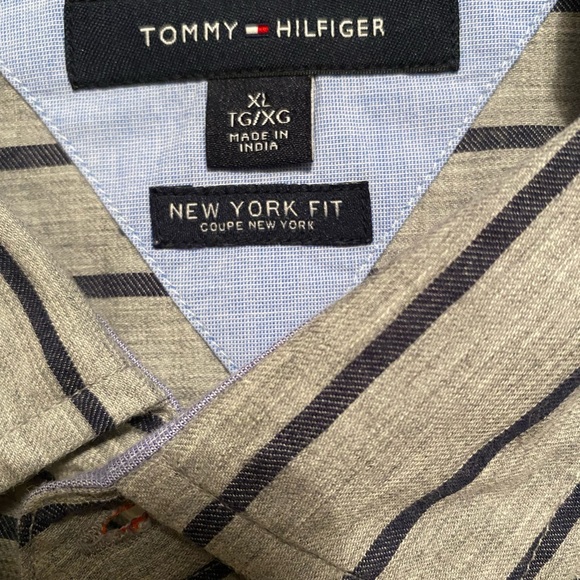 TOMMY HILFIGER
XL
TG/XG
MADE IN
INDIA
NEW YORK FIT
COUPE NEW YORK